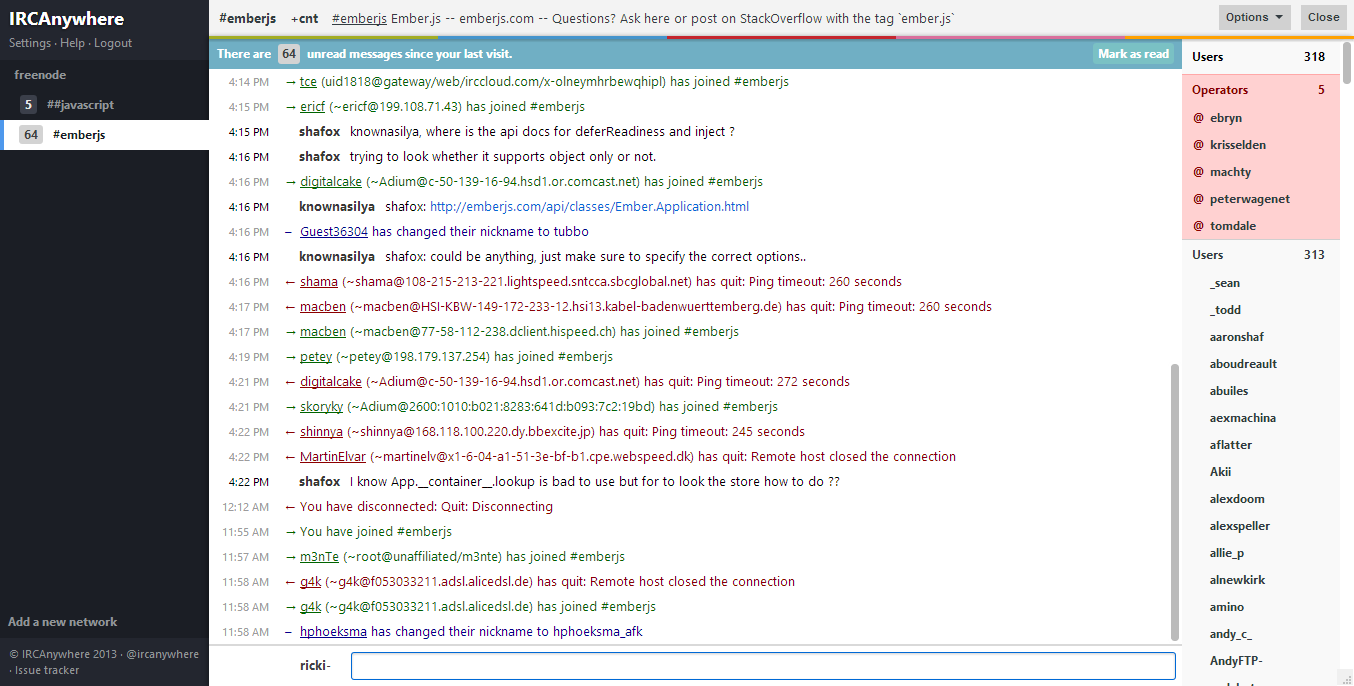 IRCAnywhere
Settings · Help · Logout
freenode
5 ##javascript
64 #emberjs
Add a new network
© IRCAnywhere 2013 · @ircanywhere
· Issue tracker
#emberjs +cnt #emberjs Ember.js -- emberjs.com -- Questions? Ask here or post on StackOverflow with the tag `ember.js`
Options
Close
There are 64 unread messages since your last visit.
Mark as read
4:14 PM → tce (uid1818@gateway/web/irccloud.com/x-olneymhrbewqhipl) has joined #emberjs
4:15 PM → ericf (~ericf@199.108.71.43) has joined #emberjs
4:15 PM shafox knownasilya, where is the api docs for deferReadiness and inject ?
4:16 PM shafox trying to look whether it supports object only or not.
4:16 PM → digitalcake (~Adium@c-50-139-16-94.hsd1.or.comcast.net) has joined #emberjs
4:16 PM knownasilya shafox: http://emberjs.com/api/classes/Ember.Application.html
4:16 PM – Guest36304 has changed their nickname to tubbo
4:16 PM knownasilya shafox: could be anything, just make sure to specify the correct options..
4:16 PM ← shama (~shama@108-215-213-221.lightspeed.sntcca.sbcglobal.net) has quit: Ping timeout: 260 seconds
4:17 PM ← macben (~macben@HSI-KBW-149-172-233-12.hsi13.kabel-badenwuerttemberg.de) has quit: Ping timeout: 260 seconds
4:17 PM → macben (~macben@77-58-112-238.dclient.hispeed.ch) has joined #emberjs
4:19 PM → petey (~petey@198.179.137.254) has joined #emberjs
4:21 PM ← digitalcake (~Adium@c-50-139-16-94.hsd1.or.comcast.net) has quit: Ping timeout: 272 seconds
4:21 PM → skoryky (~Adium@2600:1010:b021:8283:641d:b093:7c2:19bd) has joined #emberjs
4:22 PM ← shinnya (~shinnya@168.118.100.220.dy.bbexcite.jp) has quit: Ping timeout: 245 seconds
4:22 PM ← MartinElvar (~martinelv@x1-6-04-a1-51-3e-bf-b1.cpe.webspeed.dk) has quit: Remote host closed the connection
4:22 PM shafox I know App.__container__.lookup is bad to use but for to look the store how to do ??
12:12 AM ← You have disconnected: Quit: Disconnecting
11:55 AM → You have joined #emberjs
11:57 AM → m3nTe (~root@unaffiliated/m3nte) has joined #emberjs
11:58 AM ← g4k (~g4k@f053033211.adsl.alicedsl.de) has quit: Remote host closed the connection
11:58 AM → g4k (~g4k@f053033211.adsl.alicedsl.de) has joined #emberjs
11:58 AM – hphoeksma has changed their nickname to hphoeksma_afk
ricki-
Users 318
Operators 5
@ ebryn
@ krisselden
@ machty
@ peterwagenet
@ tomdale
Users 313
_sean
_todd
aaronshaf
aboudreault
abuiles
aexmachina
aflatter
Akii
alexdoom
alexspeller
allie_p
alnewkirk
amino
andy_c_
AndyFTP-